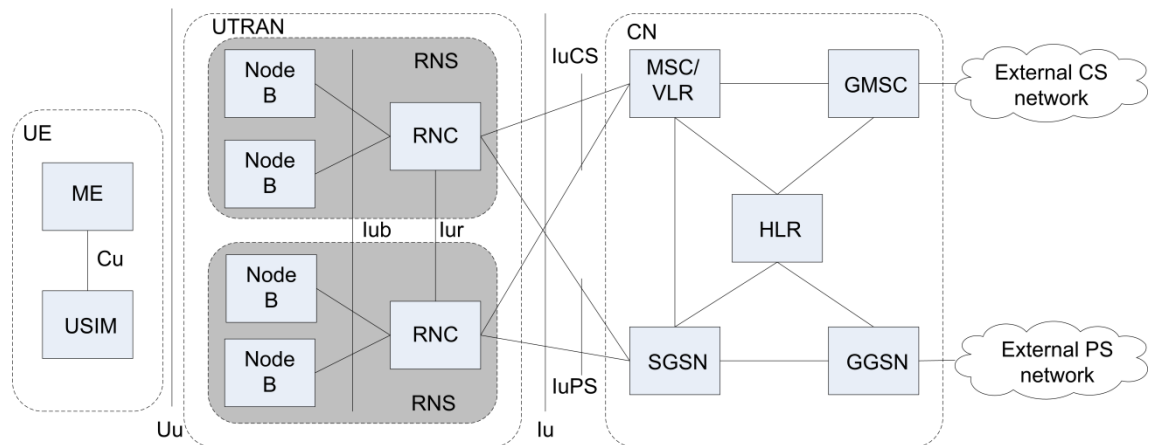 UE
ME
Cu
USIM
Uu
UTRAN
Node
B
Node
B
RNS
RNC
Iub
Iur
Node
B
Node
B
RNC
RNS
IuCS
IuPS
Iu
CN
MSC/
VLR
GMSC
HLR
SGSN
GGSN
External CS
network
External PS
network